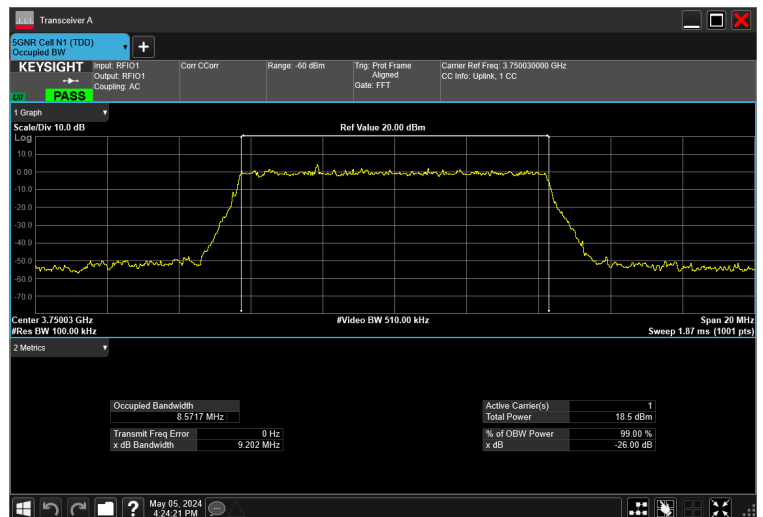 Transceiver A
5GNR Cell N1 (TDD)
Occupied BW
KEYSIGHT
LXI
PASS
Input: RFIO1
Output: RFIO1
Coupling: AC
Corr CCorr
Range: -60 dBm
Trig: Prot Frame
Aligned
Gate: FFT
Carrier Ref Freq: 3.750030000 GHz
CC Info: Uplink, 1 CC
1 Graph
Scale/Div 10.0 dB
Ref Value 20.00 dBm
Log
10.0
0.00
-10.0
-20.0
-30.0
-40.0
-50.0
-60.0
-70.0
Center 3.75003 GHz
#Video BW 510.00 kHz
Span 20 MHz
#Res BW 100.00 kHz
Sweep 1.87 ms (1001 pts)
2 Metrics
Occupied Bandwidth
8.5717 MHz
Active Carrier(s) 1
Total Power 18.5 dBm
Transmit Freq Error 0 Hz
x dB Bandwidth 9.202 MHz
% of OBW Power 99.00 %
x dB -26.00 dB
May 05, 2024
4:24:21 PM